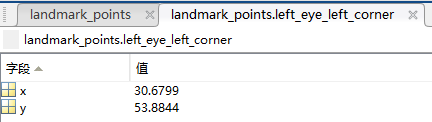 landmark_points landmark_points.left_eye_left_corner
landmark_points.left_eye_left_corner
字段 值
x 30.6799
y 53.8844